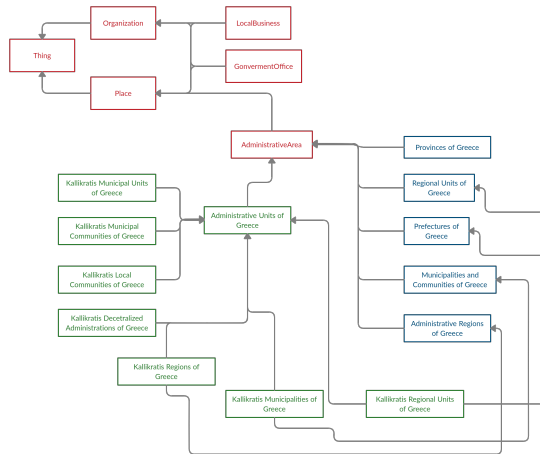 Organization
LocalBusiness
Thing
GonvermentOffice
Place
AdministrativeArea
Provinces of Greece
Kallikratis Municipal Units
of Greece
Regional Units of
Greece
Administrative Units of
Greece
Kallikratis Municipal
Communities of Greece
Prefectures of
Greece
Kallikratis Local
Communities of Greece
Municipalities and
Communities of Greece
Kallikratis Decetralized
Administrations of Greece
Administrative Regions
of Greece
Kallikratis Regions of
Greece
Kallikratis Municipalities of
Greece
Kallikratis Regional Units
of Greece